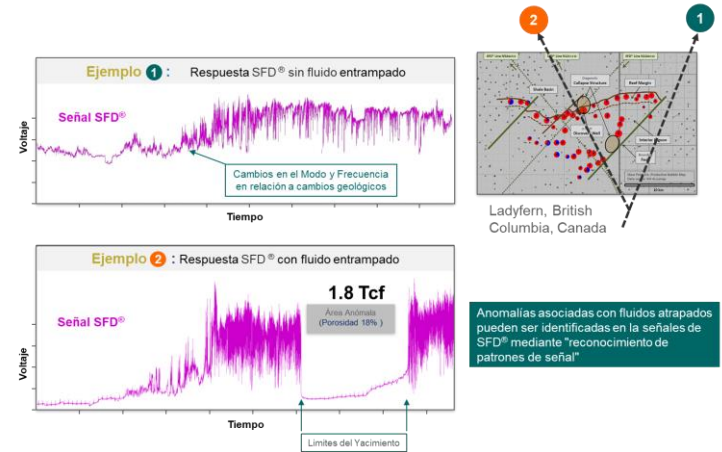 Ejemplo 1 : Respuesta SFD® sin fluido entrampado
Señal SFD®
Voltaje
Cambios en el Modo y Frecuencia
en relación a cambios geológicos
Tiempo
2
1
Reef Margin
Ladyfern, British
Columbia, Canada
Ejemplo 2 : Respuesta SFD ® con fluido entrampado
Señal SFD®
1.8 Tcf
Área Anómala
(Porosidad 18% )
Voltaje
Tiempo
Limites del Yacimiento
Anomalías asociadas con fluidos atrapados
pueden ser identificadas en la señales de
SFD® mediante "reconocimiento de
patrones de señal"